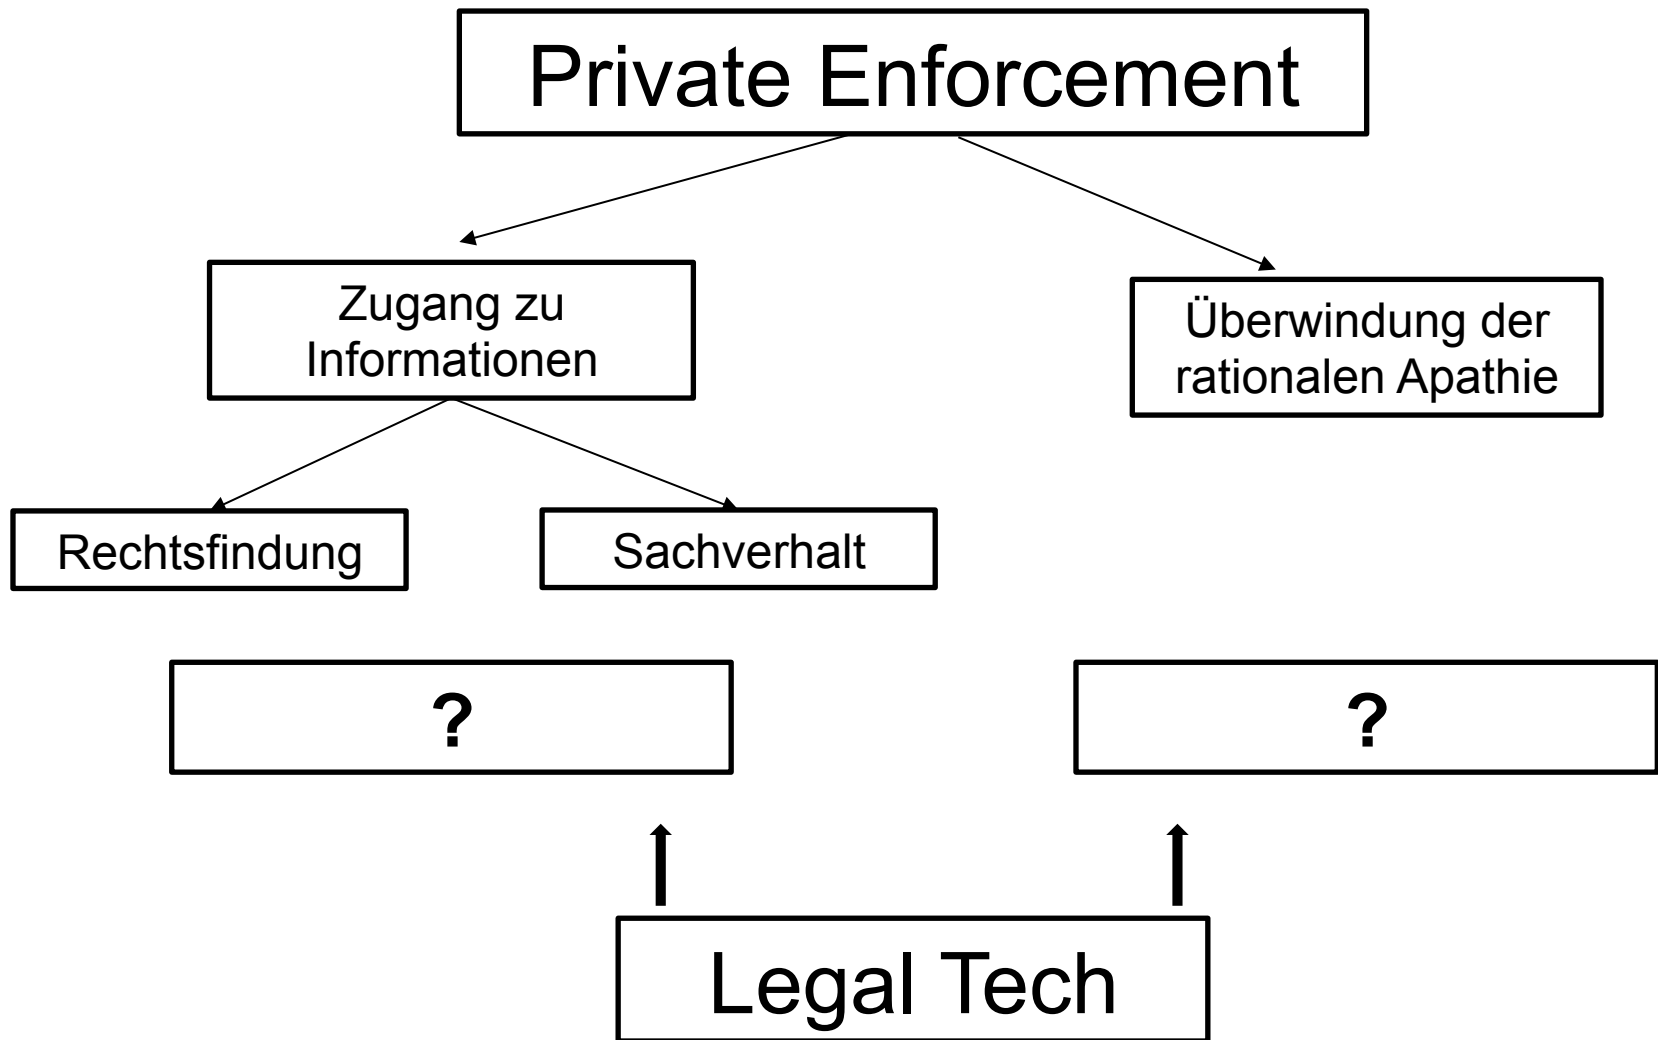 Private Enforcement
Zugang zu
Informationen
Überwindung der
rationalen Apathie
Rechtsfindung
Sachverhalt
?
?
Legal Tech